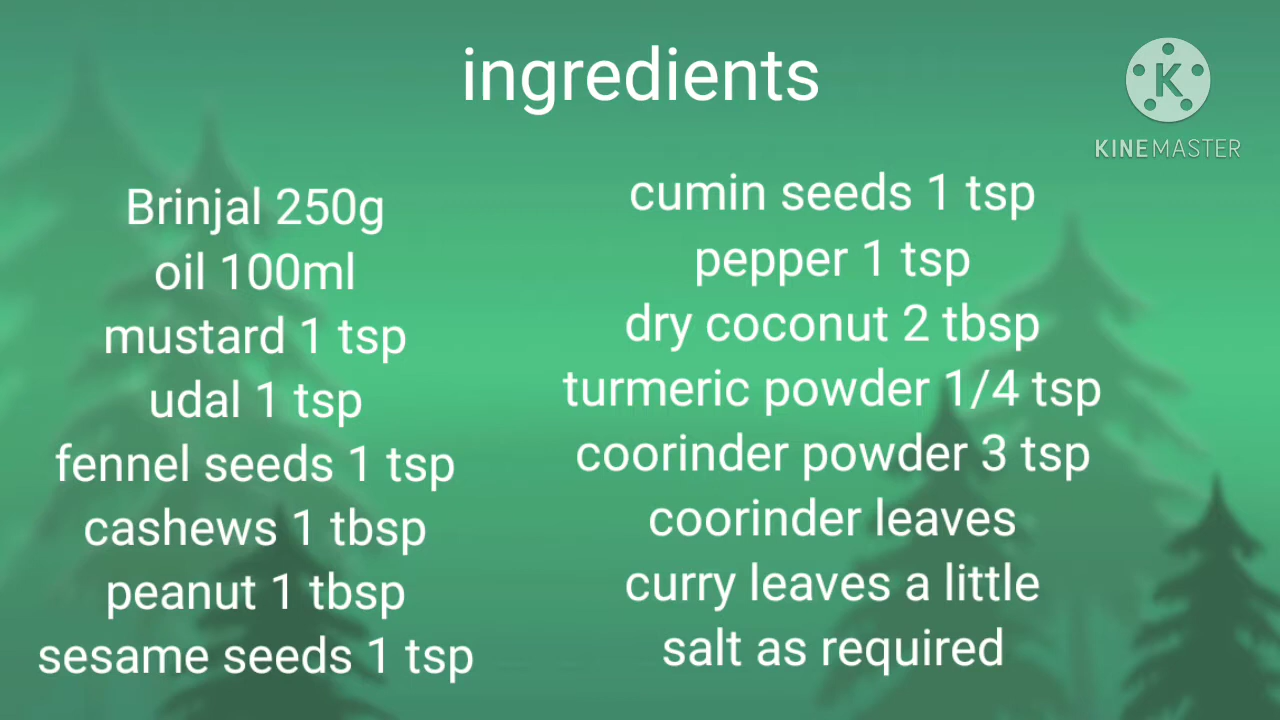 ingredients
K
KINEMASTER
Brinjal 250g
oil 100ml
mustard 1 tsp
udal 1 tsp
fennel seeds 1 tsp
cashews 1 tbsp
peanut 1 tbsp
sesame seeds 1 tsp
cumin seeds 1 tsp
pepper 1 tsp
dry coconut 2 tbsp
turmeric powder 1/4 tsp
coorinder powder 3 tsp
coorinder leaves
curry leaves a little
salt as required